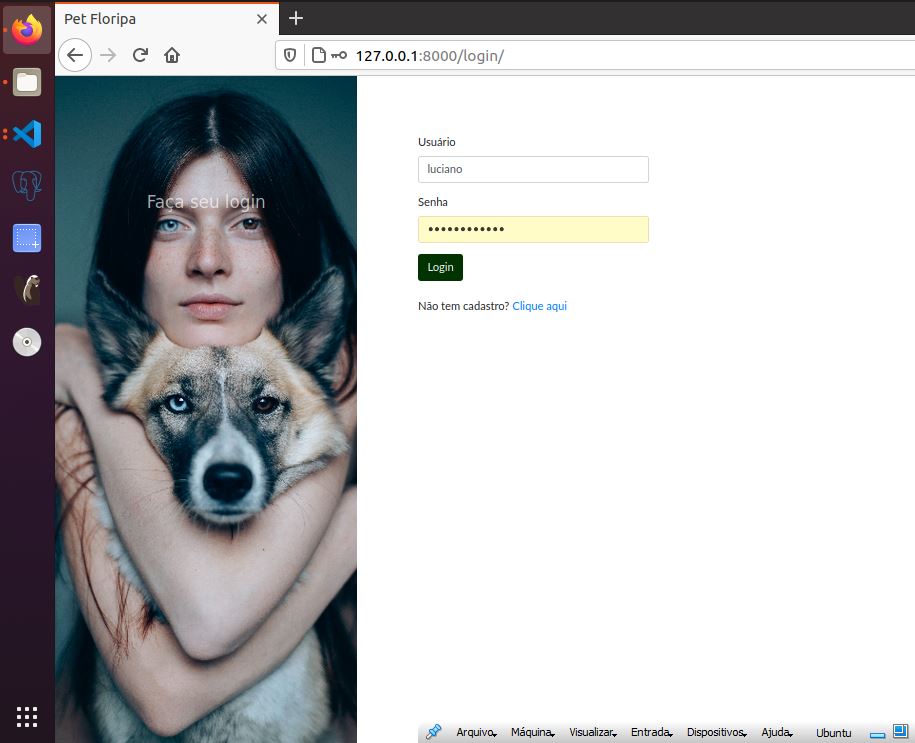 Pet Floripa
127.0.0.1:8000/login/
Faça seu login
Usuário
luciano
Senha
••••••••••••
Login
Não tem cadastro? Clique aqui
Arquivo Máquina Visualizar Entrada Dispositivos Ajuda Ubuntu